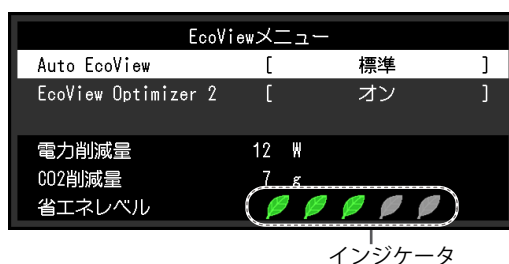 EcoViewメニュー
Auto EcoView [ 標準 ]
EcoView Optimizer 2 [ オン ]
電力削減量 12 W
CO2削減量 7 g
省エネレベル
インジケータ